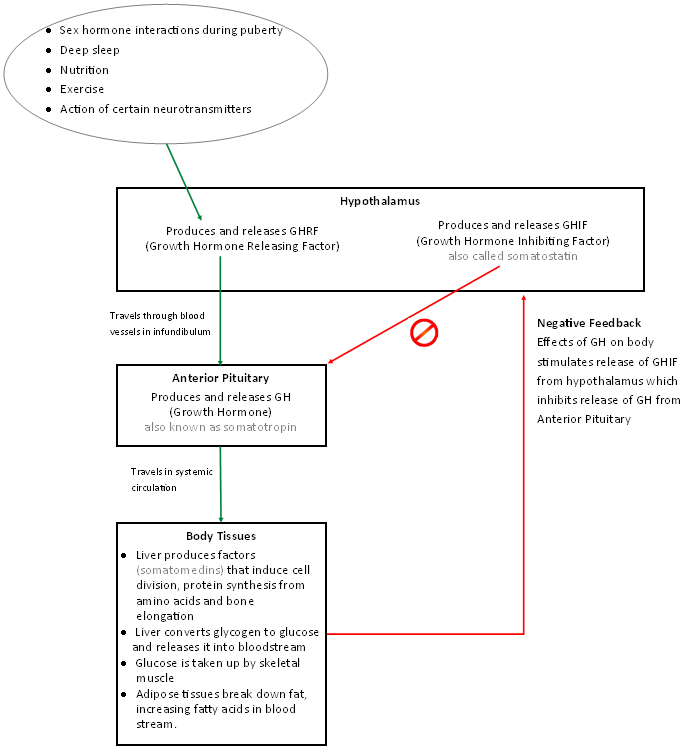 Sex hormone interactions during puberty
Deep sleep
Nutrition
Exercise
Action of certain neurotransmitters
Hypothalamus
Produces and releases GHRF
(Growth Hormone Releasing Factor)
Produces and releases GHIF
(Growth Hormone Inhibiting Factor)
also called somatostatin
Travels through blood
vessels in infundibulum
Negative Feedback
Effects of GH on body
stimulates release of GHIF
from hypothalamus which
inhibits release of GH from
Anterior Pituitary
Anterior Pituitary
Produces and releases GH
(Growth Hormone)
also known as somatotropin
Travels in systemic
circulation
Body Tissues
Liver produces factors
(somatomedins) that induce cell
division, protein synthesis from
amino acids and bone
elongation
Liver converts glycogen to glucose
and releases it into bloodstream
Glucose is taken up by skeletal
muscle
Adipose tissues break down fat,
increasing fatty acids in blood
stream.